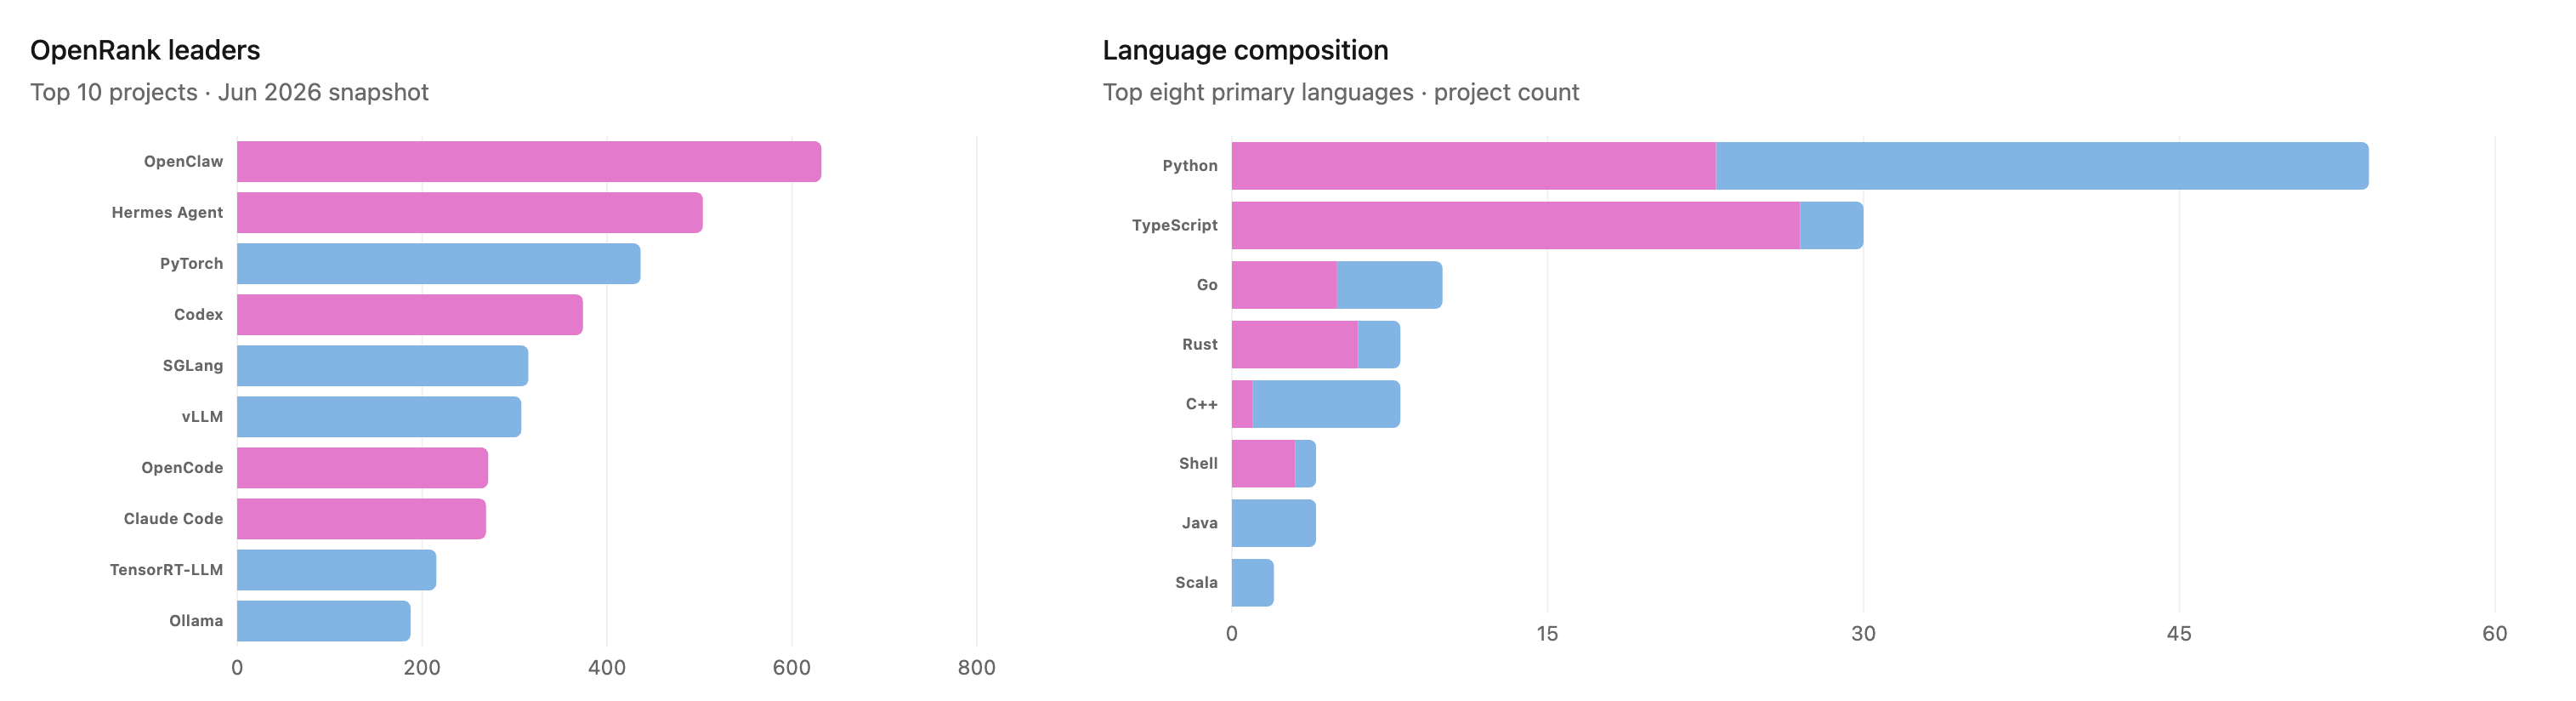 OpenRank leaders
Top 10 projects · Jun 2026 snapshot
OpenClaw
Hermes Agent
PyTorch
Codex
SGLang
vLLM
OpenCode
Claude Code
TensorRT-LLM
Ollama
0 200 400 600 800
Language composition
Top eight primary languages · project count
Python
TypeScript
Go
Rust
C++
Shell
Java
Scala
0 15 30 45 60